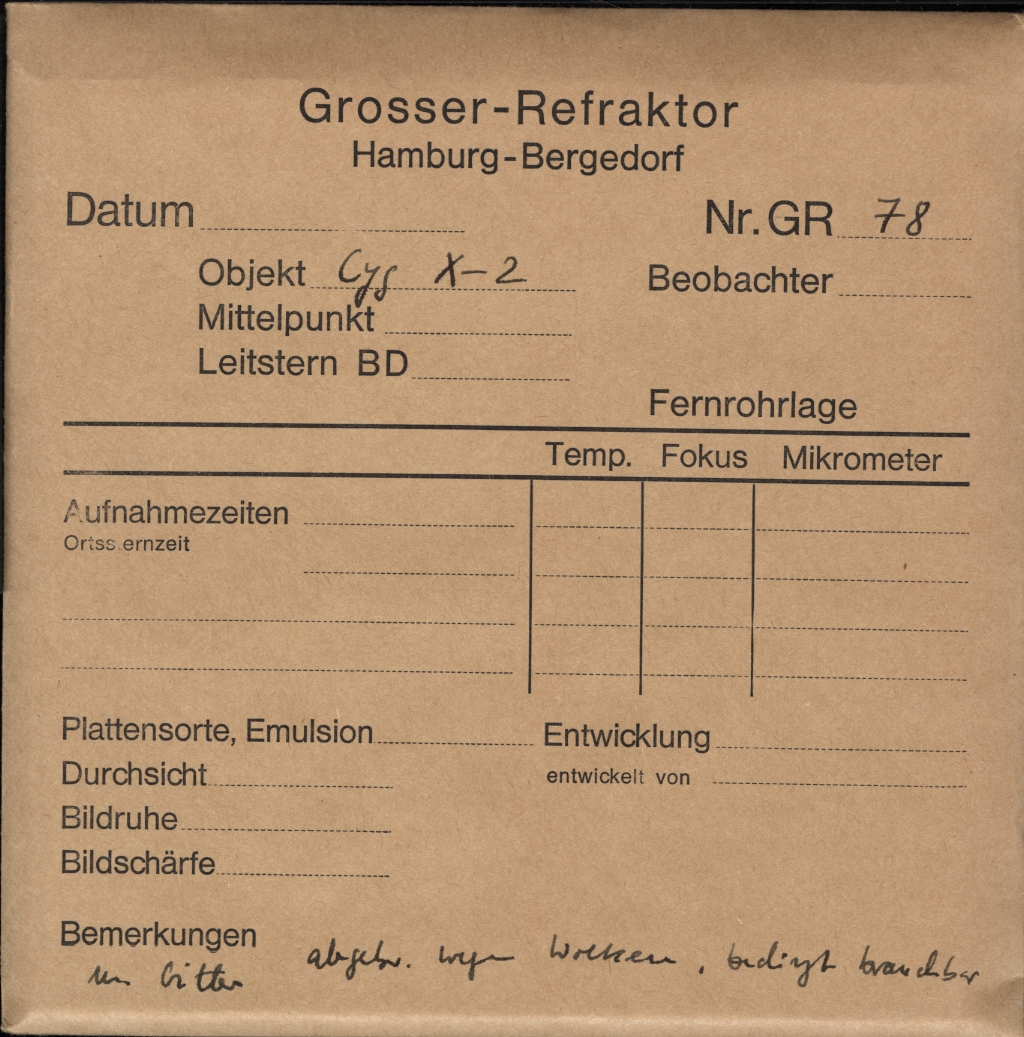 Grosser-Refraktor
Hamburg-Bergedorf
Datum Nr. GR 78
Objekt Cyg X-2 Beobachter
Mittelpunkt
Leitstern BD
Fernrohrlage
Temp. Fokus Mikrometer
Aufnahmezeiten
Ortssternzeit
Plattensorte, Emulsion Entwicklung
Durchsicht entwickelt von
Bildruhe
Bildschärfe
Bemerkungen abgebr. wegen Wolken, bedingt brauchbar